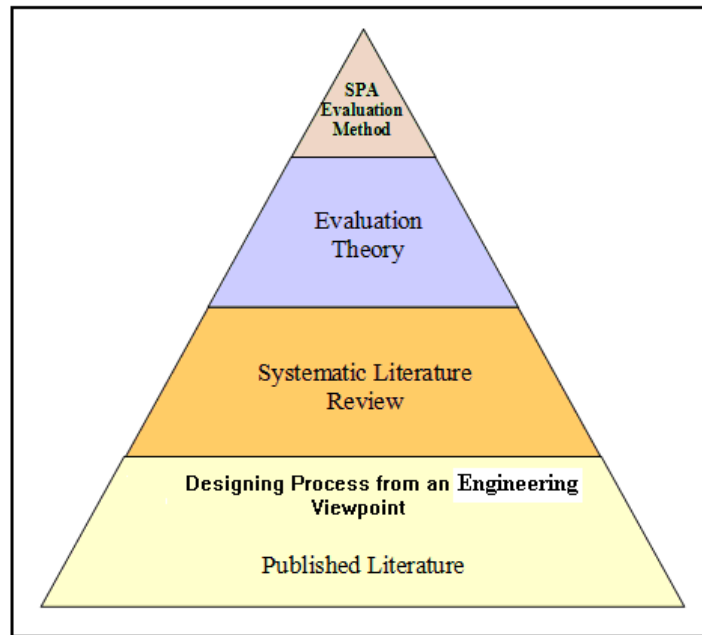 SPA
Evaluation
Method
Evaluation
Theory
Systematic Literature
Review
Designing Process from an Engineering
Viewpoint
Published Literature